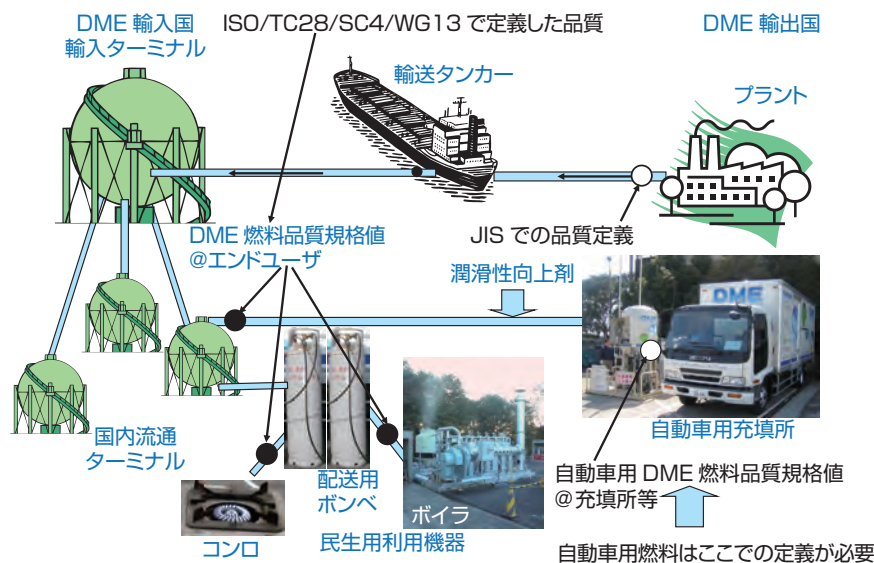 DME 輸入国
輸入ターミナル
ISO/TC28/SC4/WG13 で定義した品質
DME 輸出国
輸送タンカー
プラント
DME 燃料品質規格値
@エンドユーザ
JIS での品質定義
潤滑性向上剤
DME
自動車用充填所
国内流通
ターミナル
配送用
ボンベ
ボイラ
コンロ
民生用利用機器
自動車用 DME 燃料品質規格値
@充填所等
自動車用燃料はここでの定義が必要